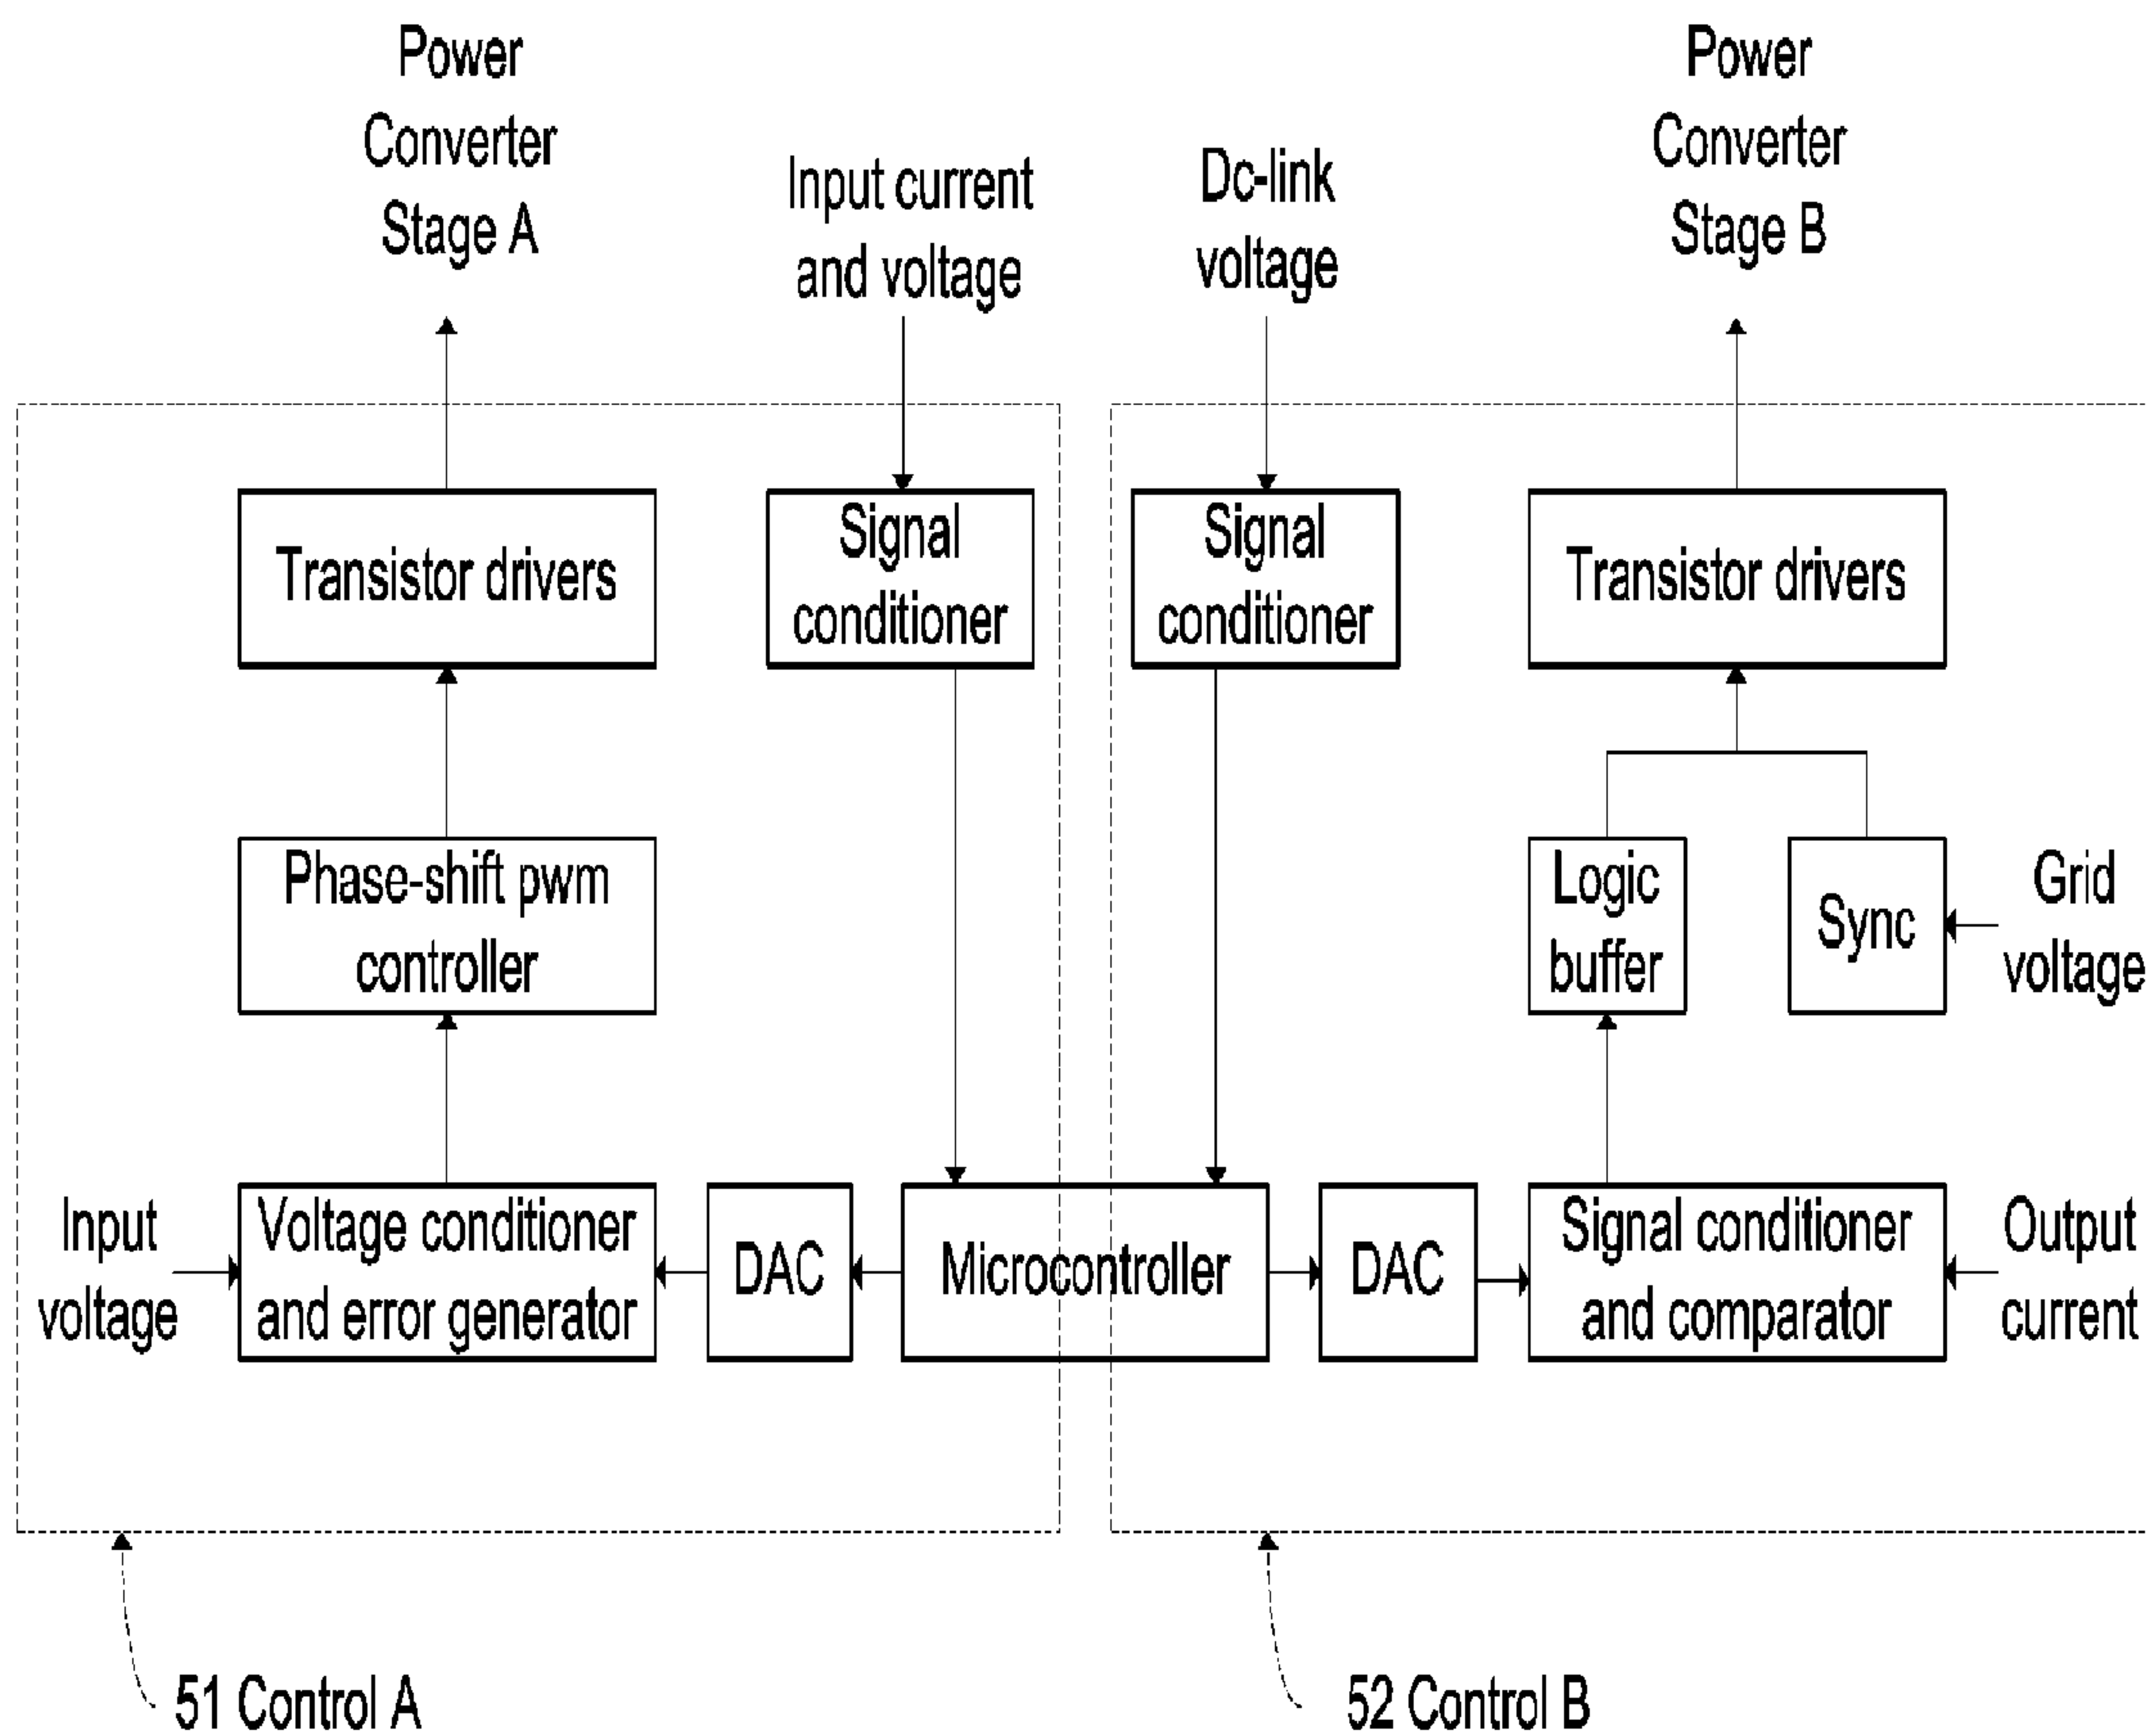 Power
Converter
Stage A
Input current
and voltage
Dc-link
voltage
Power
Converter
Stage B
Transistor drivers
Signal
conditioner
Signal
conditioner
Transistor drivers
Phase-shift pwm
controller
Logic
buffer
Sync
Grid
voltage
Input
voltage
Voltage conditioner
and error generator
DAC
Microcontroller
DAC
Signal conditioner
and comparator
Output
current
51 Control A
52 Control B